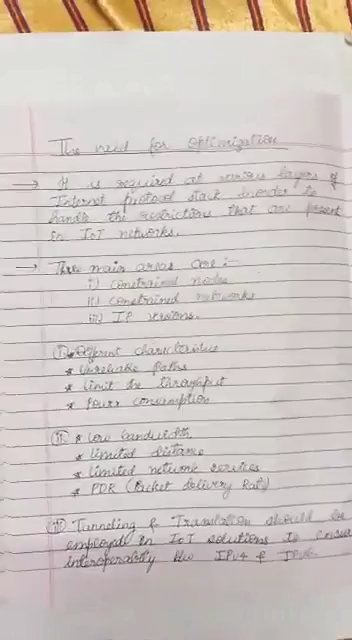 The need for optimization
→ It is required at various layers of
Internet protocol stack inorder to
handle the restrictions that are present
in IoT networks.
→ Three main areas are :-
i) constrained nodes
ii) constrained networks
iii) IP versions.
(i) * Different characteristics
* Unreliable paths
* limit in throughput
* power consumption
(ii) * low bandwidth
* limited distance
* limited network services
* PDR (Packet Delivery Rate)
(iii) Tunneling & Translation should be
employed in IoT solutions to ensure
interoperability b/w IPv4 & IPv6